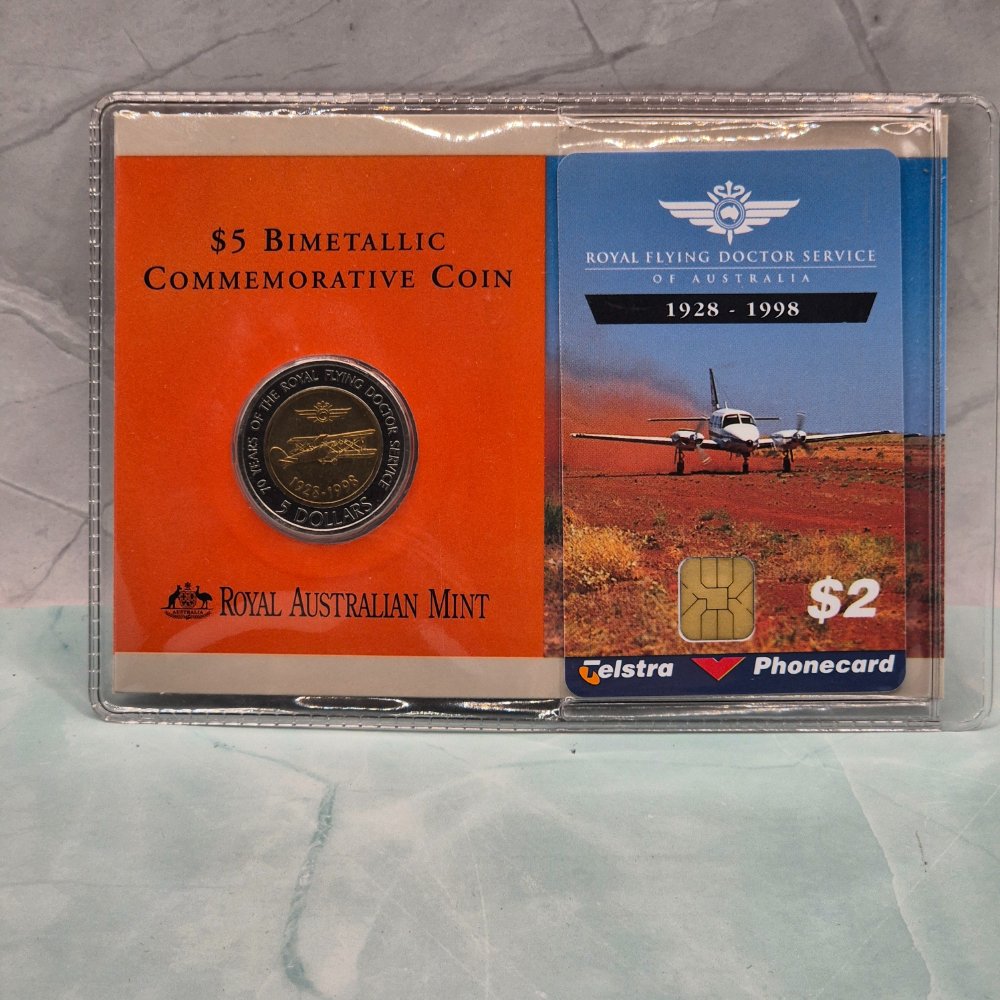 $5 BIMETALLIC
COMMEMORATIVE COIN
70 YEARS OF THE ROYAL FLYING DOCTOR SERVICE
1928-1998
5 DOLLARS
AUSTRALIA
ROYAL AUSTRALIAN MINT
ROYAL FLYING DOCTOR SERVICE
OF AUSTRALIA
1928 - 1998
$2
Telstra Phonecard